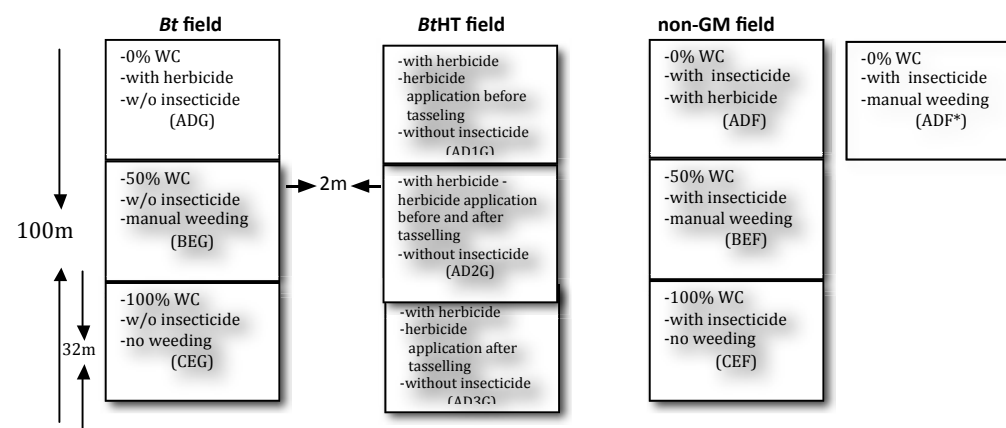 Bt field
-0% WC
-with herbicide
-w/o insecticide
(ADG)
-50% WC
-w/o insecticide
-manual weeding
(BEG)
-100% WC
-w/o insecticide
-no weeding
(CEG)
100m
32m
2m
BtHT field
-with herbicide
-herbicide
application before
tasseling
-without insecticide
(AD1G)
-with herbicide -
herbicide application
before and after
tasselling
-without insecticide
(AD2G)
-with herbicide
-herbicide
application after
tasselling
-without insecticide
(AD3G)
non-GM field
-0% WC
-with insecticide
-with herbicide
(ADF)
-50% WC
-with insecticide
-manual weeding
(BEF)
-100% WC
-with insecticide
-no weeding
(CEF)
-0% WC
-with insecticide
-manual weeding
(ADF*)